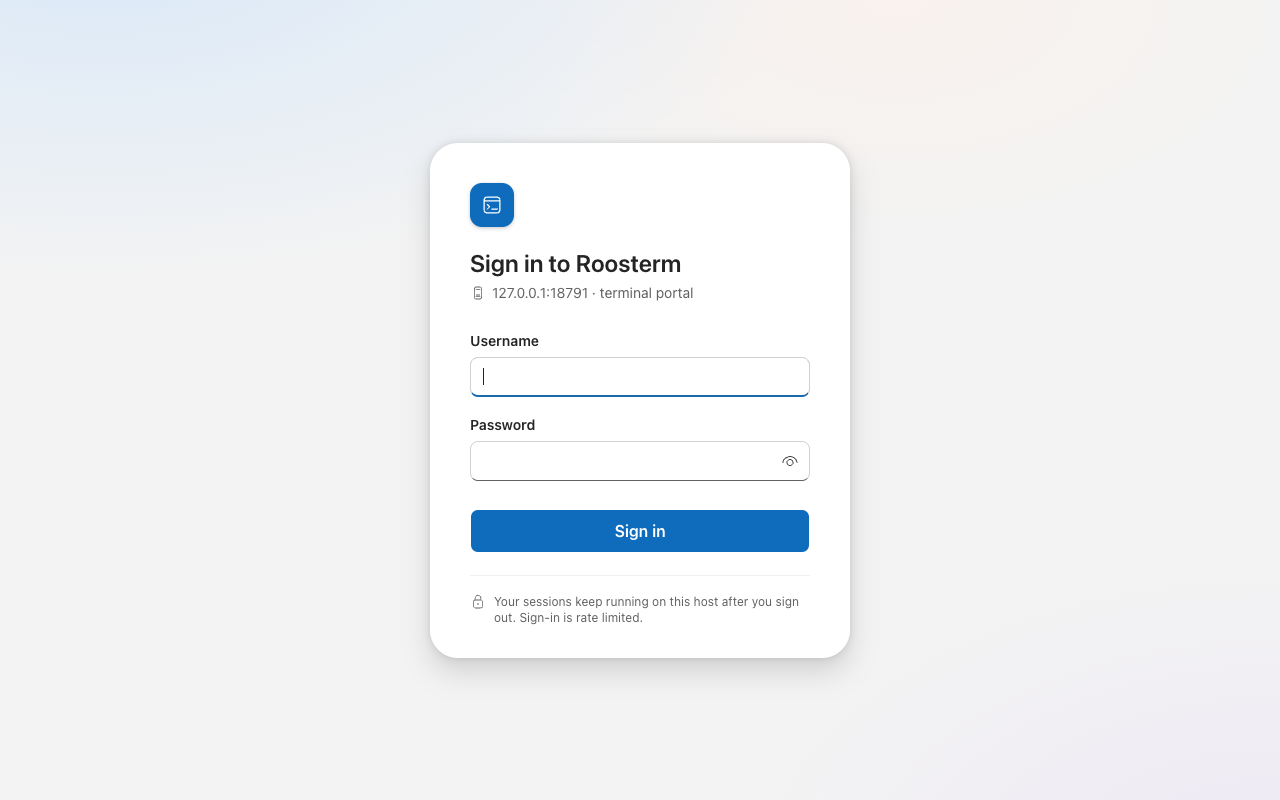 Sign in to Roosterm
127.0.0.1:18791 · terminal portal
Username
Password
Sign in
Your sessions keep running on this host after you sign
out. Sign-in is rate limited.